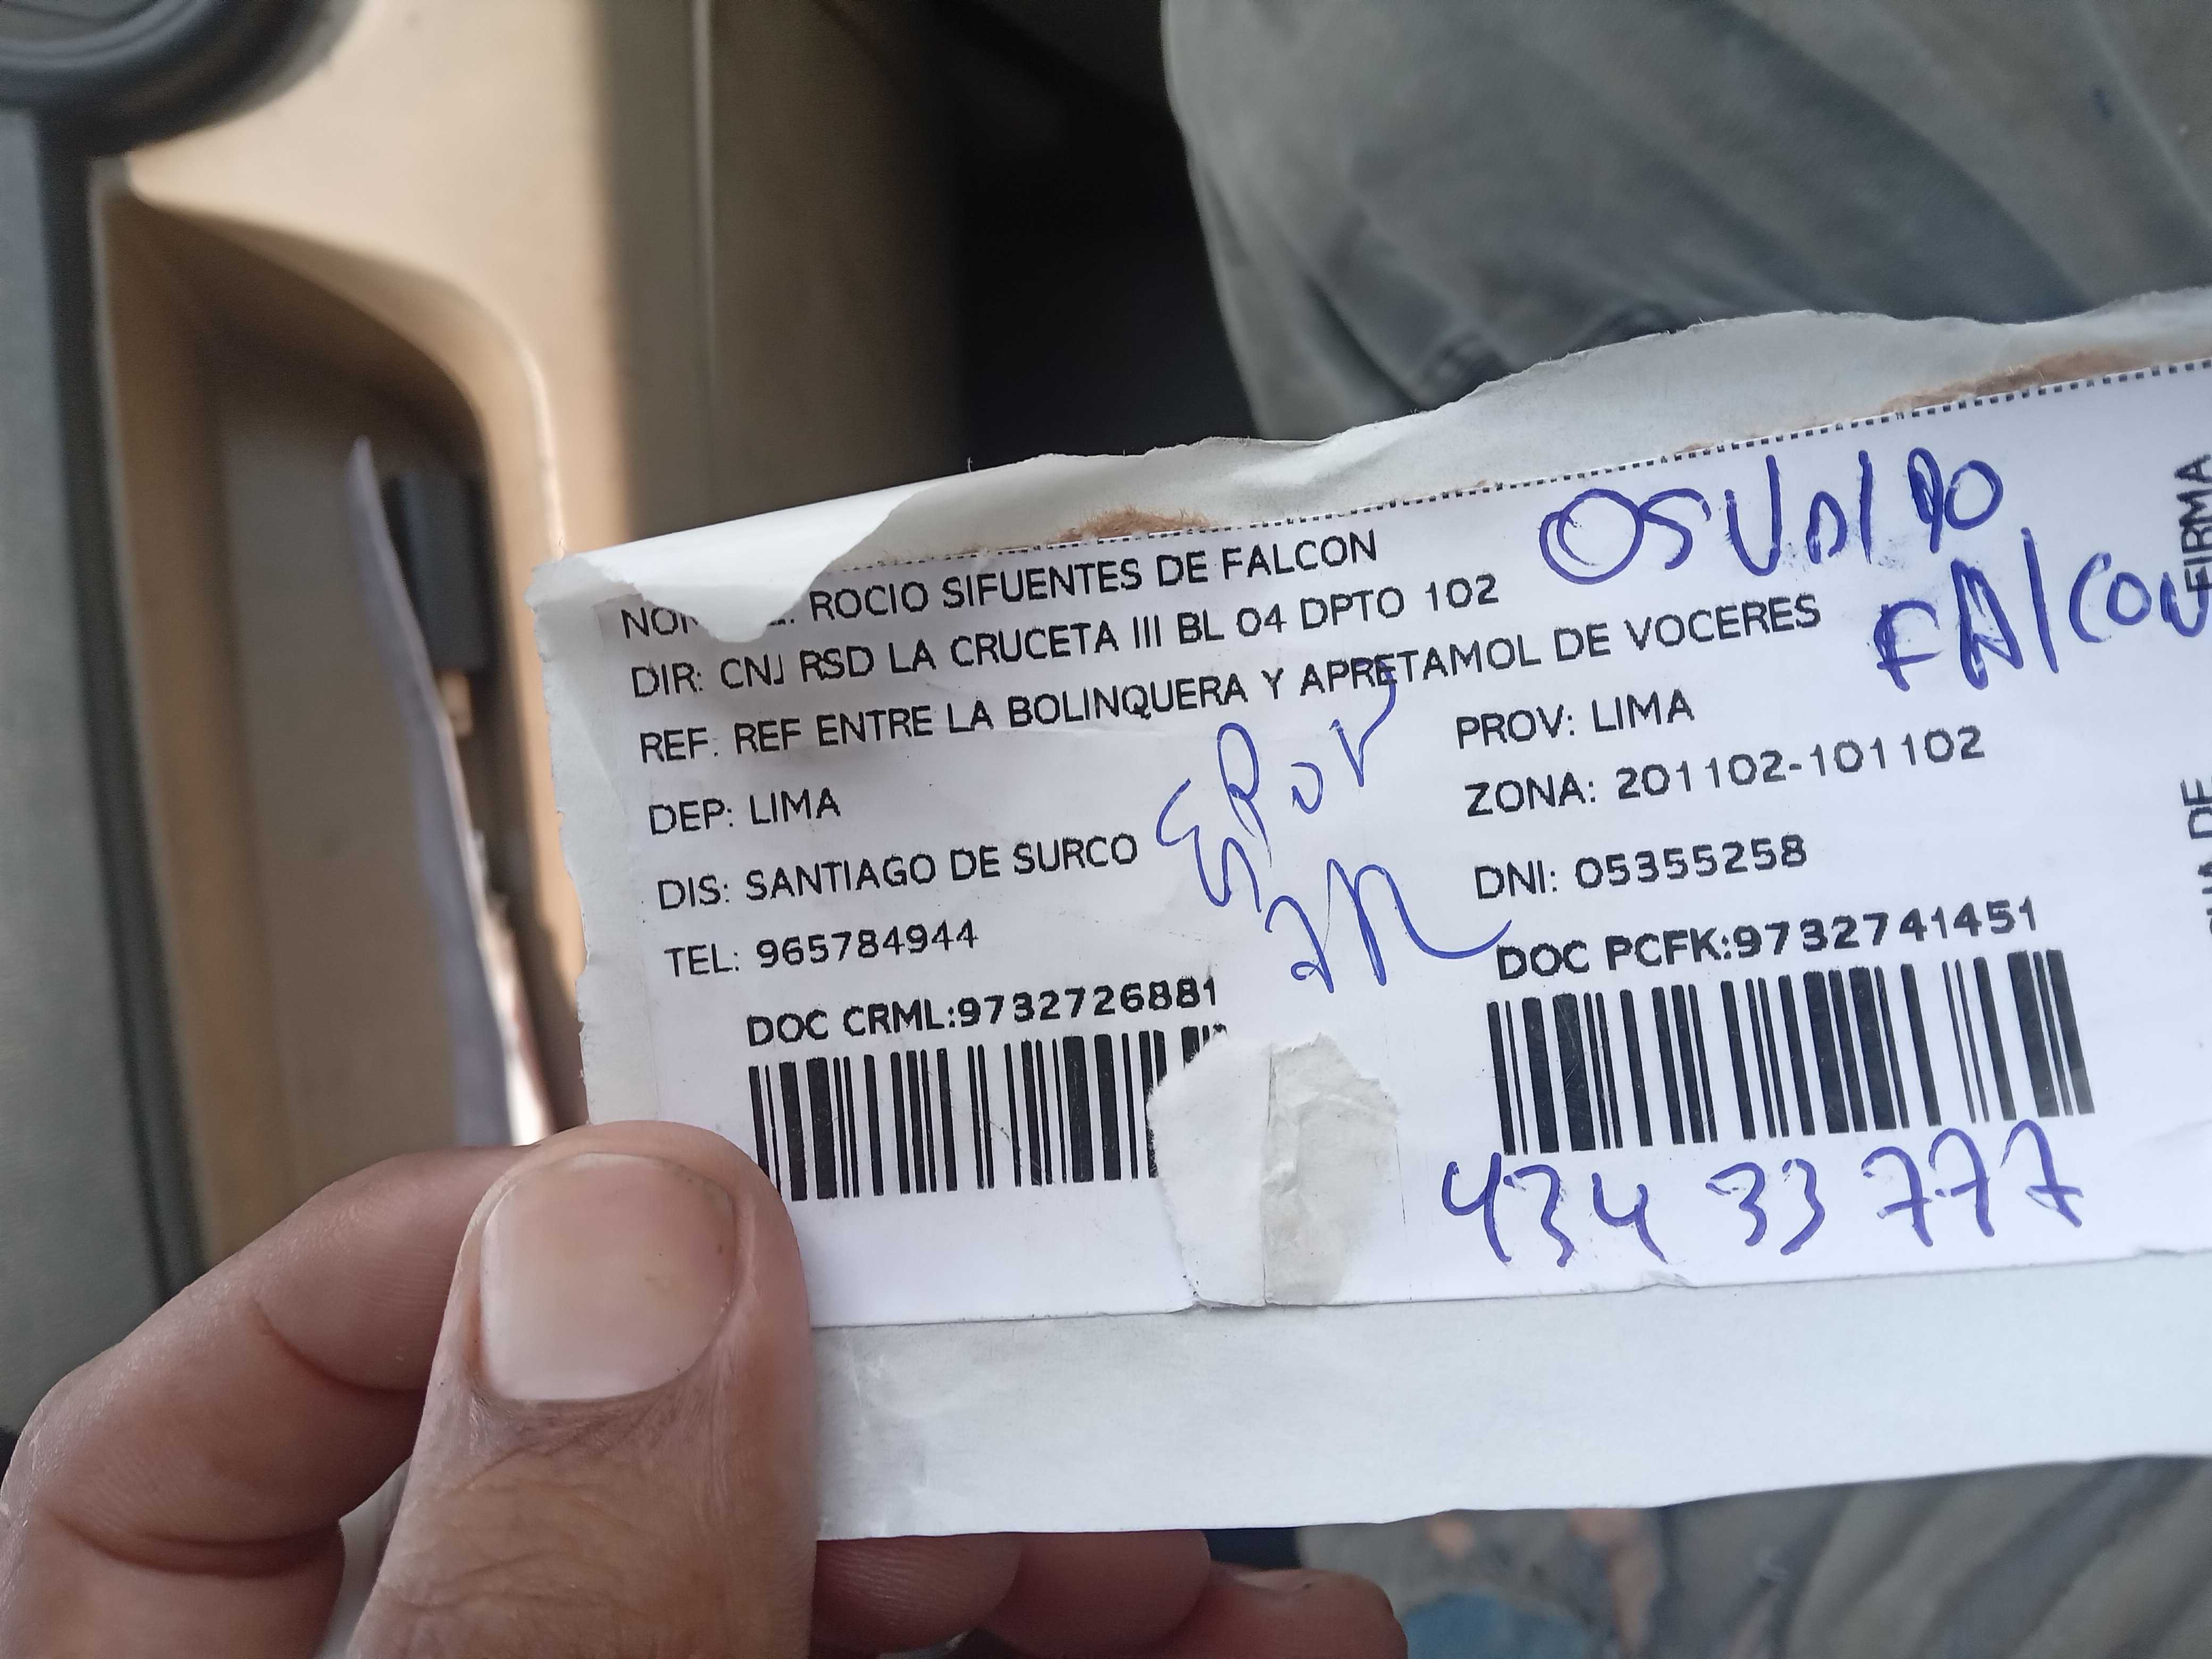 ROCIO SIFUENTES DE FALCON
OSVAldO
FAlCON
DIR: CNJ RSD LA CRUCETA III BL 04 DPTO 102
REF: REF ENTRE LA BOLINQUERA Y APRETAMOL DE VOCERES
DEP: LIMA
PROV: LIMA
ZONA: 201102-101102
DIS: SANTIAGO DE SURCO
DNI: 05355258
TEL: 965784944
DOC CRML:9732726881
DOC PCFK:9732741451
434 33 777
FIRMA
DE